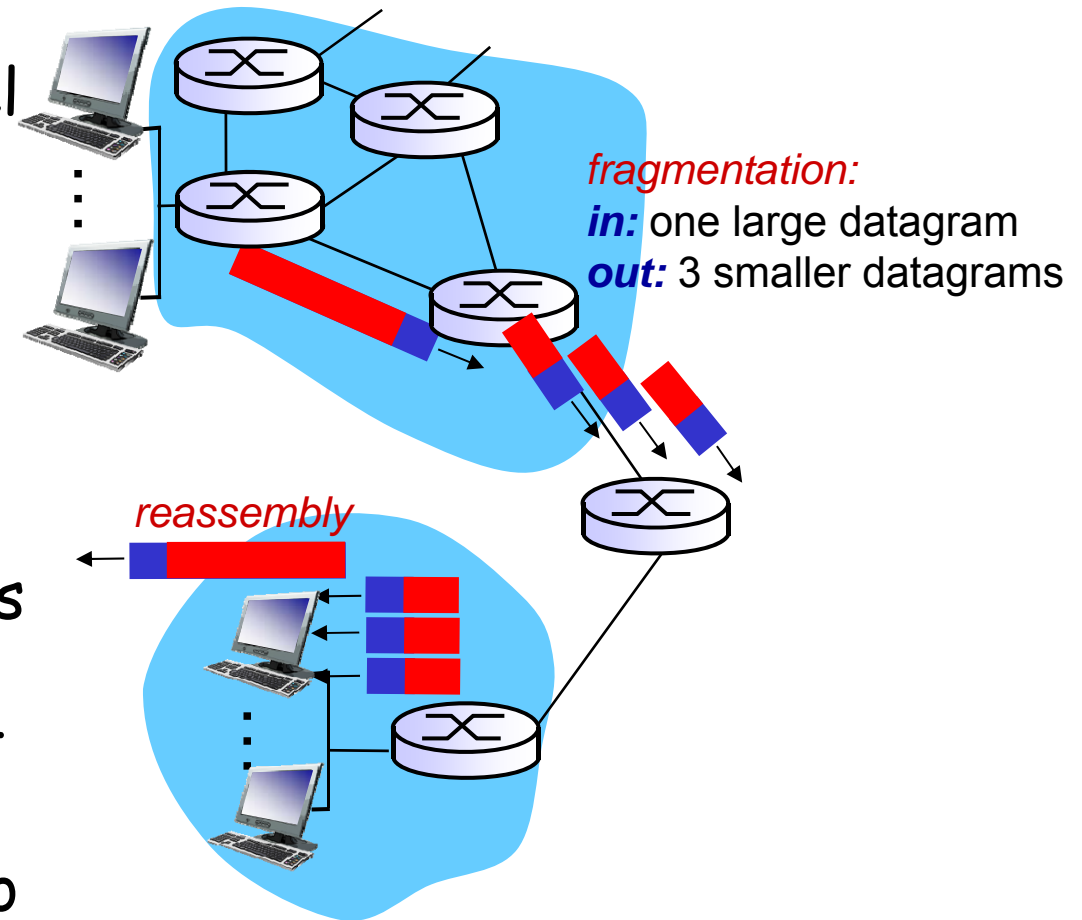 fragmentation:
in: one large datagram
out: 3 smaller datagrams
reassembly